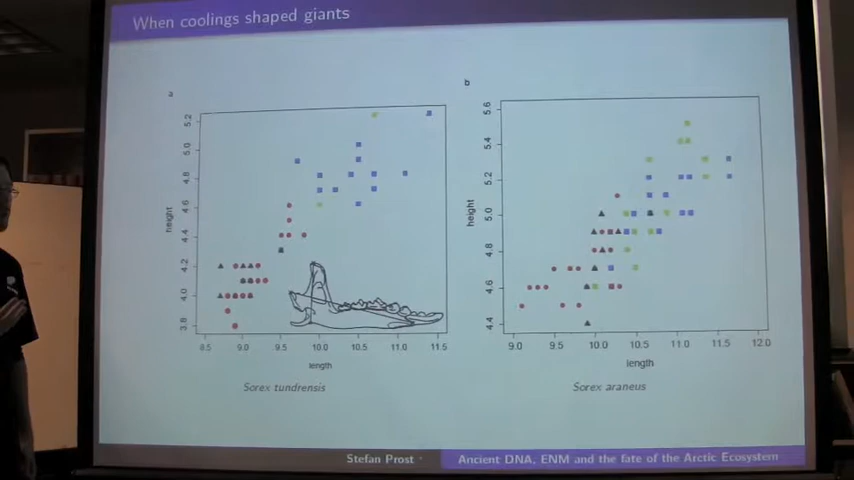 When coolings shaped giants
a
b
5.2
5.0
4.8
4.6
4.4
4.2
4.0
3.8
height
8.5 9.0 9.5 10.0 10.5 11.0 11.5
length
Sorex tundrensis
5.6
5.4
5.2
5.0
4.8
4.6
4.4
height
9.0 9.5 10.0 10.5 11.0 11.5 12.0
length
Sorex araneus
Stefan Prost
Ancient DNA, ENM and the fate of the Arctic Ecosystem